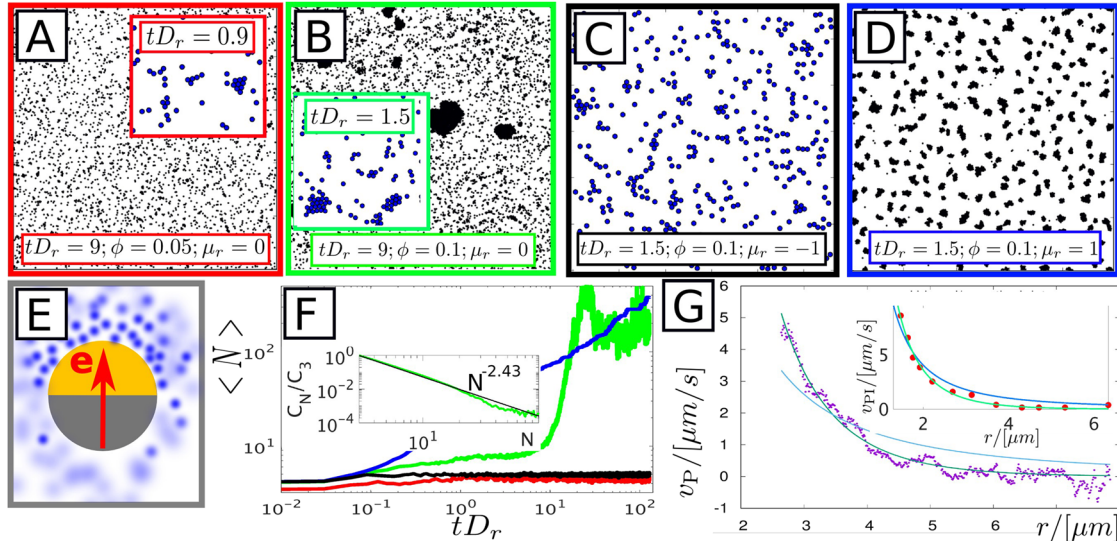 A
tD_r = 0.9
tD_r = 9; ϕ = 0.05; μ_r = 0
B
tD_r = 1.5
tD_r = 9; ϕ = 0.1; μ_r = 0
C
tD_r = 1.5; ϕ = 0.1; μ_r = −1
D
tD_r = 1.5; ϕ = 0.1; μ_r = 1
E
e
F
< N >
10^2
10^1
10^-2 10^-1 10^0 10^1 10^2
tD_r
C_N/C_3
10^0
10^-2
10^-4
N^-2.43
10^1
N
G
v_P/[μm/s]
6
5
4
3
2
1
0
-1
2 3 4 5 6
r/[μm]
v_PI/[μm/s]
5
0
2 4 6
r/[μm]